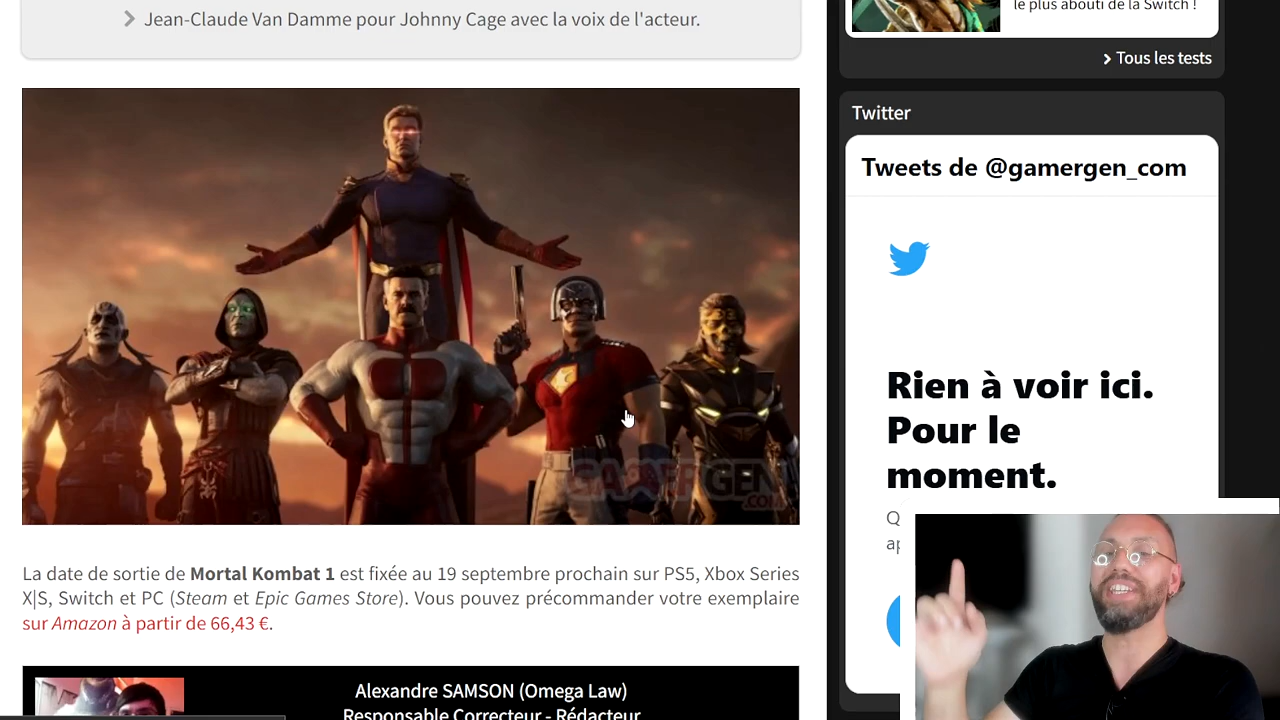 Jean-Claude Van Damme pour Johnny Cage avec la voix de l'acteur.
GAMERGEN
.COM
La date de sortie de Mortal Kombat 1 est fixée au 19 septembre prochain sur PS5, Xbox Series
X|S, Switch et PC (Steam et Epic Games Store). Vous pouvez précommander votre exemplaire
sur Amazon à partir de 66,43 €.
Alexandre SAMSON (Omega Law)
Responsable Correcteur - Rédacteur
le plus abouti de la Switch !
Tous les tests
Twitter
Tweets de @gamergen_com
Rien à voir ici.
Pour le
moment.